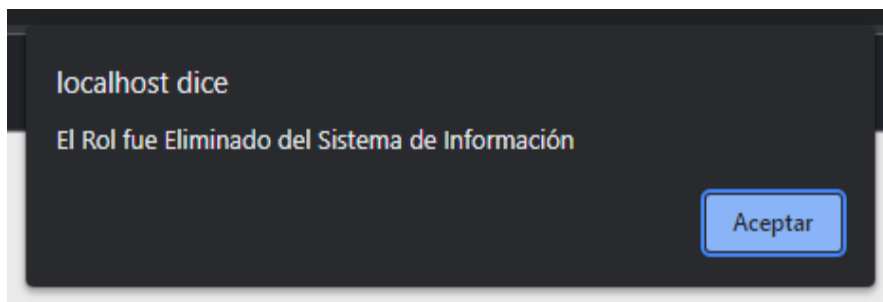 localhost dice
El Rol fue Eliminado del Sistema de Información
Aceptar